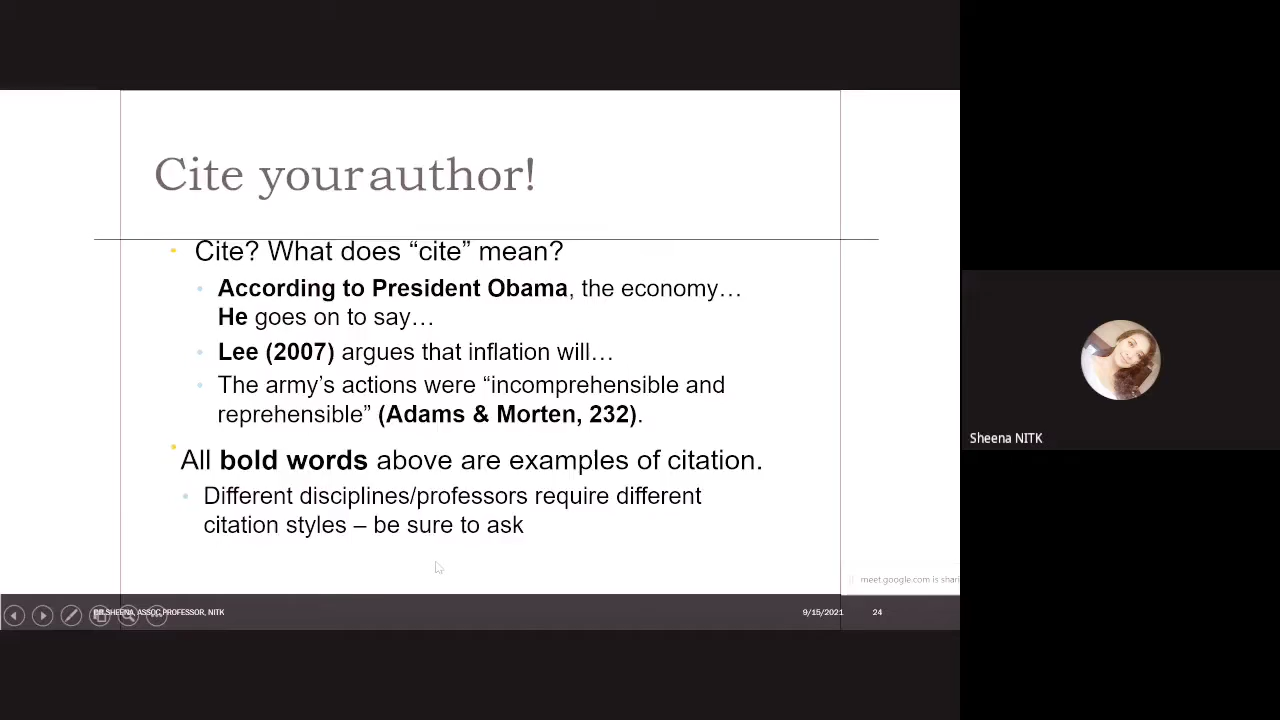 Cite your author!
Cite? What does “cite” mean?
According to President Obama, the economy…
He goes on to say…
Lee (2007) argues that inflation will…
The army’s actions were “incomprehensible and
reprehensible” (Adams & Morten, 232).
All bold words above are examples of citation.
Different disciplines/professors require different
citation styles – be sure to ask
meet.google.com is shari
DR SHEENA, ASSOC PROFESSOR, NITK
9/15/2021
24
Sheena NITK